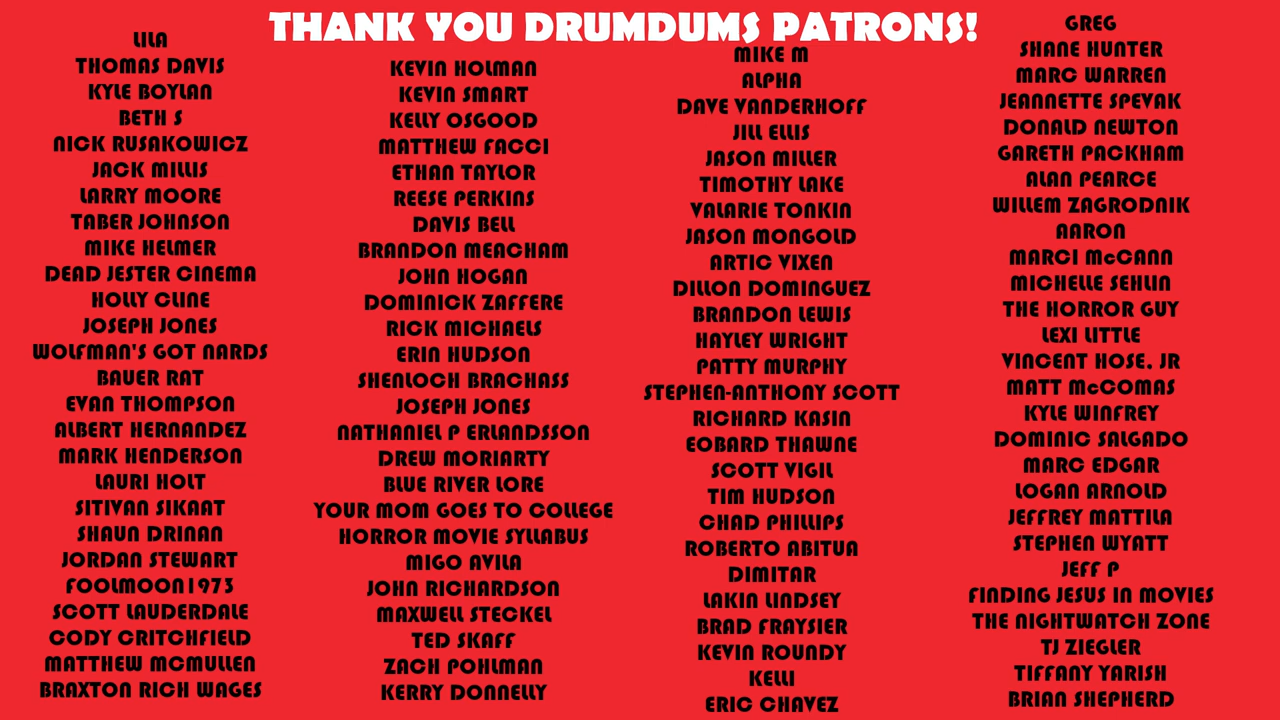 THANK YOU DRUMDUMS PATRONS!
LILA
THOMAS DAVIS
KYLE BOYLAN
BETH S
NICK RUSAKOWICZ
JACK MILLIS
LARRY MOORE
TABER JOHNSON
MIKE HELMER
DEAD JESTER CINEMA
HOLLY CLINE
JOSEPH JONES
WOLFMAN'S GOT NARDS
BAUER RAT
EVAN THOMPSON
ALBERT HERNANDEZ
MARK HENDERSON
LAURI HOLT
SITIVAN SIKAAT
SHAUN DRINAN
JORDAN STEWART
FOOLMOON1973
SCOTT LAUDERDALE
CODY CRITCHFIELD
MATTHEW MCMULLEN
BRAXTON RICH WAGES
KEVIN HOLMAN
KEVIN SMART
KELLY OSGOOD
MATTHEW FACCI
ETHAN TAYLOR
REESE PERKINS
DAVIS BELL
BRANDON MEACHAM
JOHN HOGAN
DOMINICK ZAFFERE
RICK MICHAELS
ERIN HUDSON
SHENLOCH BRACHASS
JOSEPH JONES
NATHANIEL P ERLANDSSON
DREW MORIARTY
BLUE RIVER LORE
YOUR MOM GOES TO COLLEGE
HORROR MOVIE SYLLABUS
MIGO AVILA
JOHN RICHARDSON
MAXWELL STECKEL
TED SKAFF
ZACH POHLMAN
KERRY DONNELLY
MIKE M
ALPHA
DAVE VANDERHOFF
JILL ELLIS
JASON MILLER
TIMOTHY LAKE
VALARIE TONKIN
JASON MONGOLD
ARTIC VIXEN
DILLON DOMINGUEZ
BRANDON LEWIS
HAYLEY WRIGHT
PATTY MURPHY
STEPHEN-ANTHONY SCOTT
RICHARD KASIN
EOBARD THAWNE
SCOTT VIGIL
TIM HUDSON
CHAD PHILLIPS
ROBERTO ABITUA
DIMITAR
LAKIN LINDSEY
BRAD FRAYSIER
KEVIN ROUNDY
KELLI
ERIC CHAVEZ
GREG
SHANE HUNTER
MARC WARREN
JEANNETTE SPEVAK
DONALD NEWTON
GARETH PACKHAM
ALAN PEARCE
WILLEM ZAGRODNIK
AARON
MARCI McCANN
MICHELLE SEHLIN
THE HORROR GUY
LEXI LITTLE
VINCENT HOSE, JR
MATT McCOMAS
KYLE WINFREY
DOMINIC SALGADO
MARC EDGAR
LOGAN ARNOLD
JEFFREY MATTILA
STEPHEN WYATT
JEFF P
FINDING JESUS IN MOVIES
THE NIGHTWATCH ZONE
TJ ZIEGLER
TIFFANY YARISH
BRIAN SHEPHERD